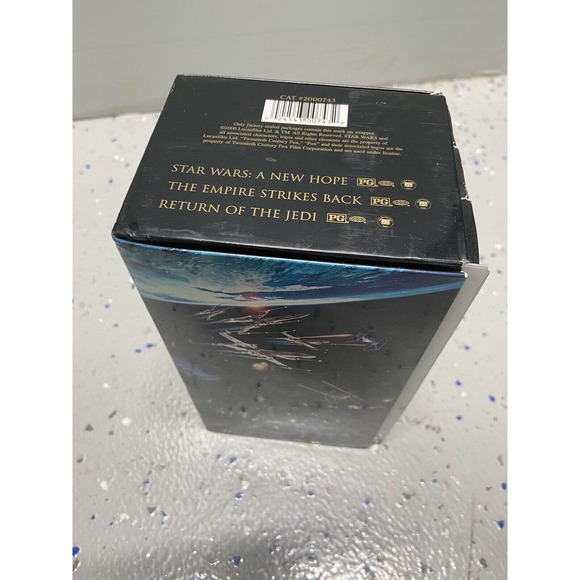 CAT #2000743
Only factory sealed packages contain this mark on wrapper.
©2000 Lucasfilm Ltd. & TM. All Rights Reserved. STAR WARS and
all associated characters, logos and other elements are the property of
Lucasfilm Ltd. "Twentieth Century Fox," "Fox" and their associated logos are the
property of Twentieth Century Fox Film Corporation and are used under license.
STAR WARS: A NEW HOPE PG
THE EMPIRE STRIKES BACK PG
RETURN OF THE JEDI PG